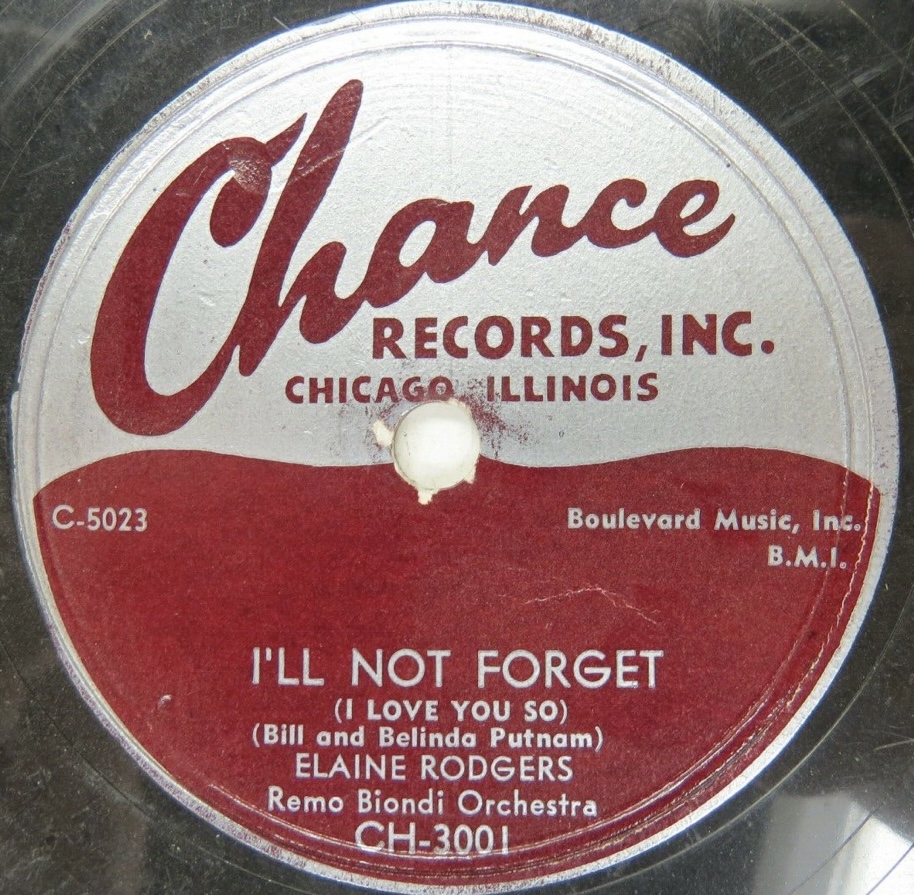 Chance
RECORDS, INC.
CHICAGO ILLINOIS
C-5023
Boulevard Music, Inc.
B.M.I.
I'LL NOT FORGET
(I LOVE YOU SO)
(Bill and Belinda Putnam)
ELAINE RODGERS
Remo Biondi Orchestra
CH-3001